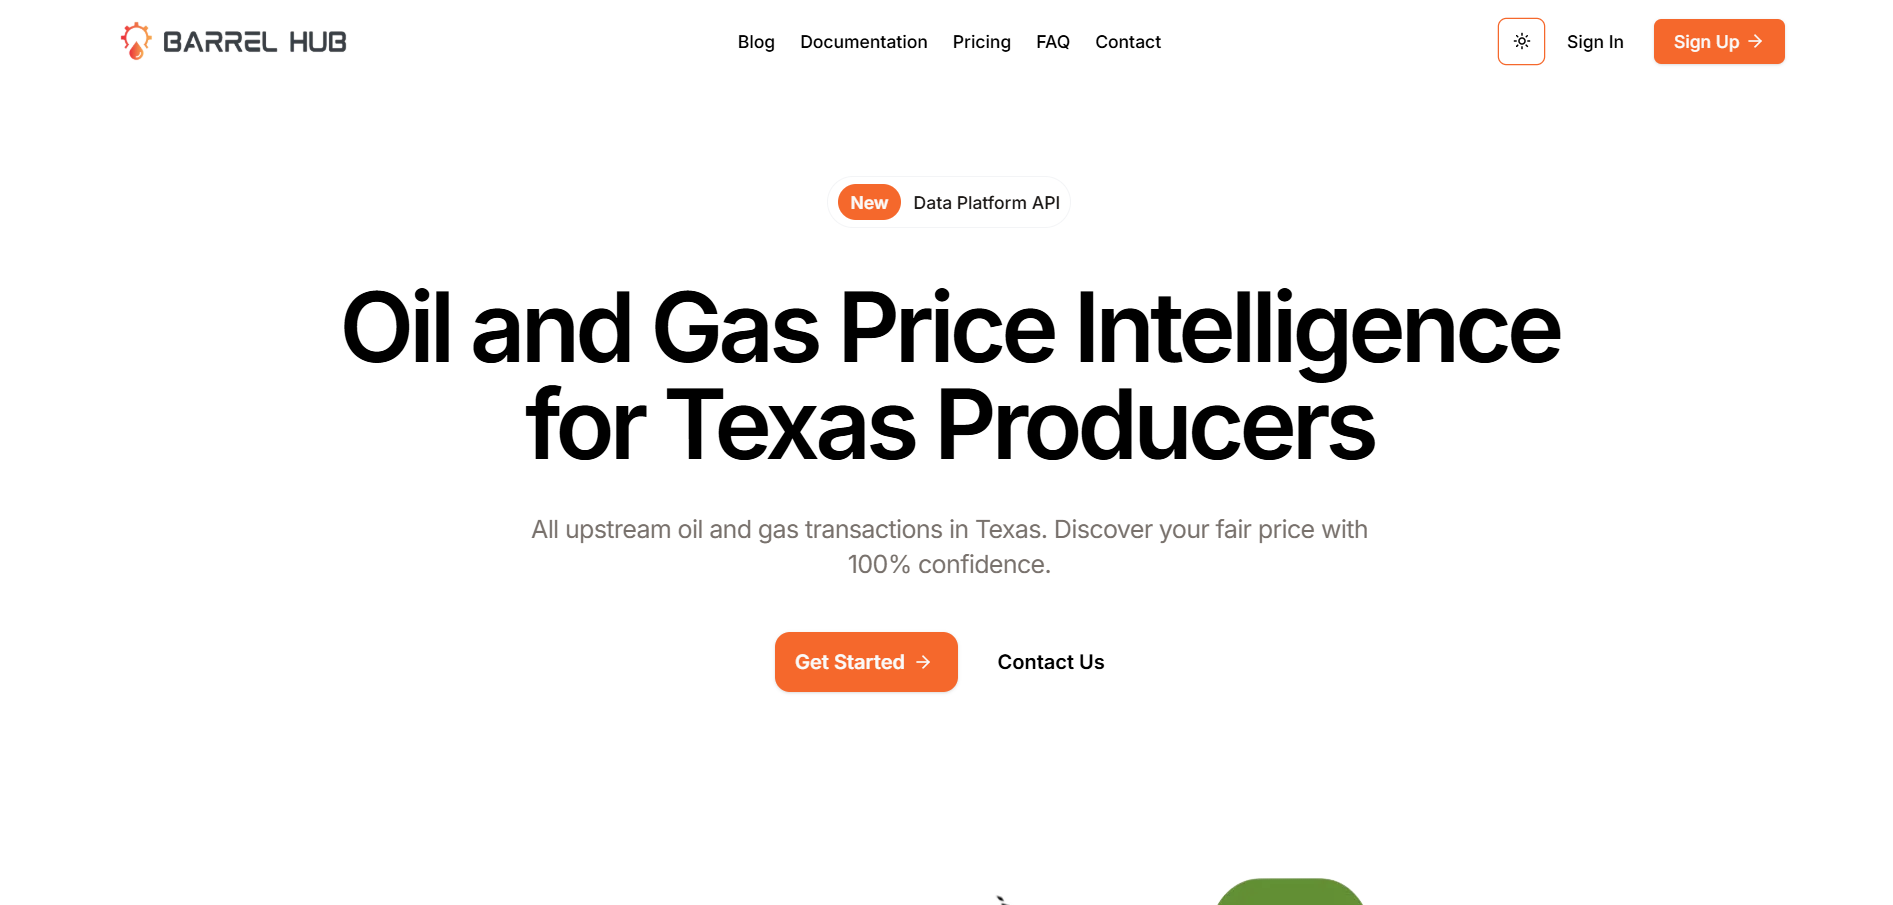 BARREL HUB
Blog
Documentation
Pricing
FAQ
Contact
Sign In
Sign Up
New Data Platform API
Oil and Gas Price Intelligence
for Texas Producers
All upstream oil and gas transactions in Texas. Discover your fair price with
100% confidence.
Get Started
Contact Us